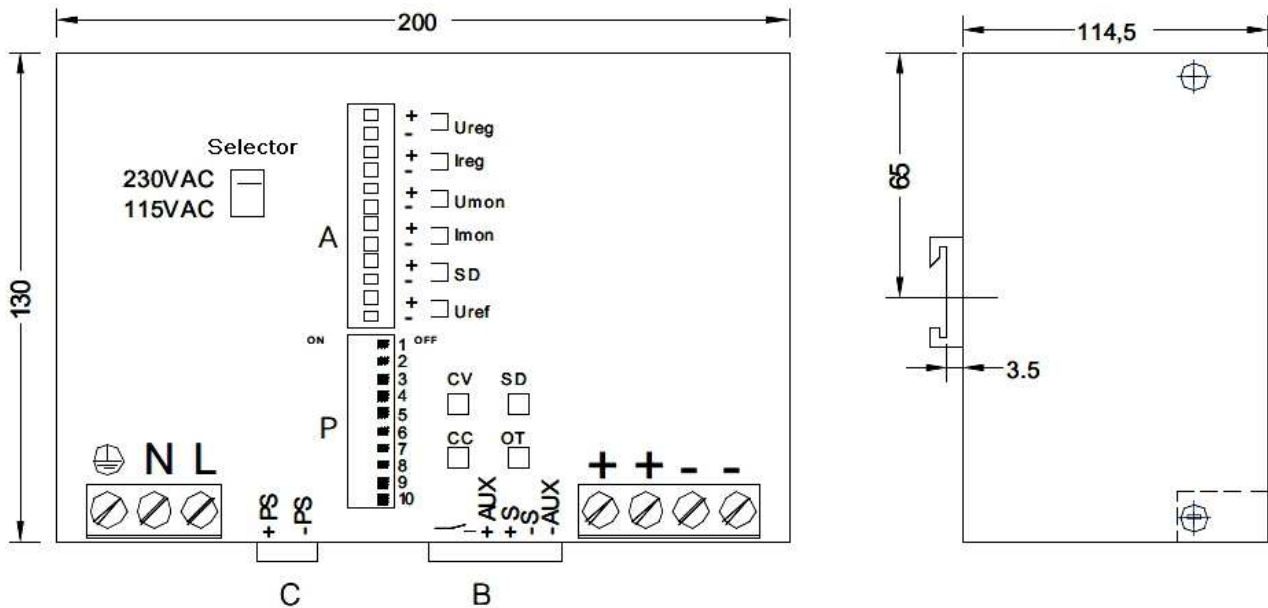 200
114,5
130
65
3.5
Selector
230VAC
115VAC
A
+ Ureg
-
+ Ireg
-
+ Umon
-
+ Imon
-
+ SD
-
+ Uref
-
ON OFF
1
2
3
4
5
6
7
8
9
10
P
CV SD
CC OT
N L
+ PS
-PS
+ AUX
+ S
-S
-AUX
+ + - -
C
B